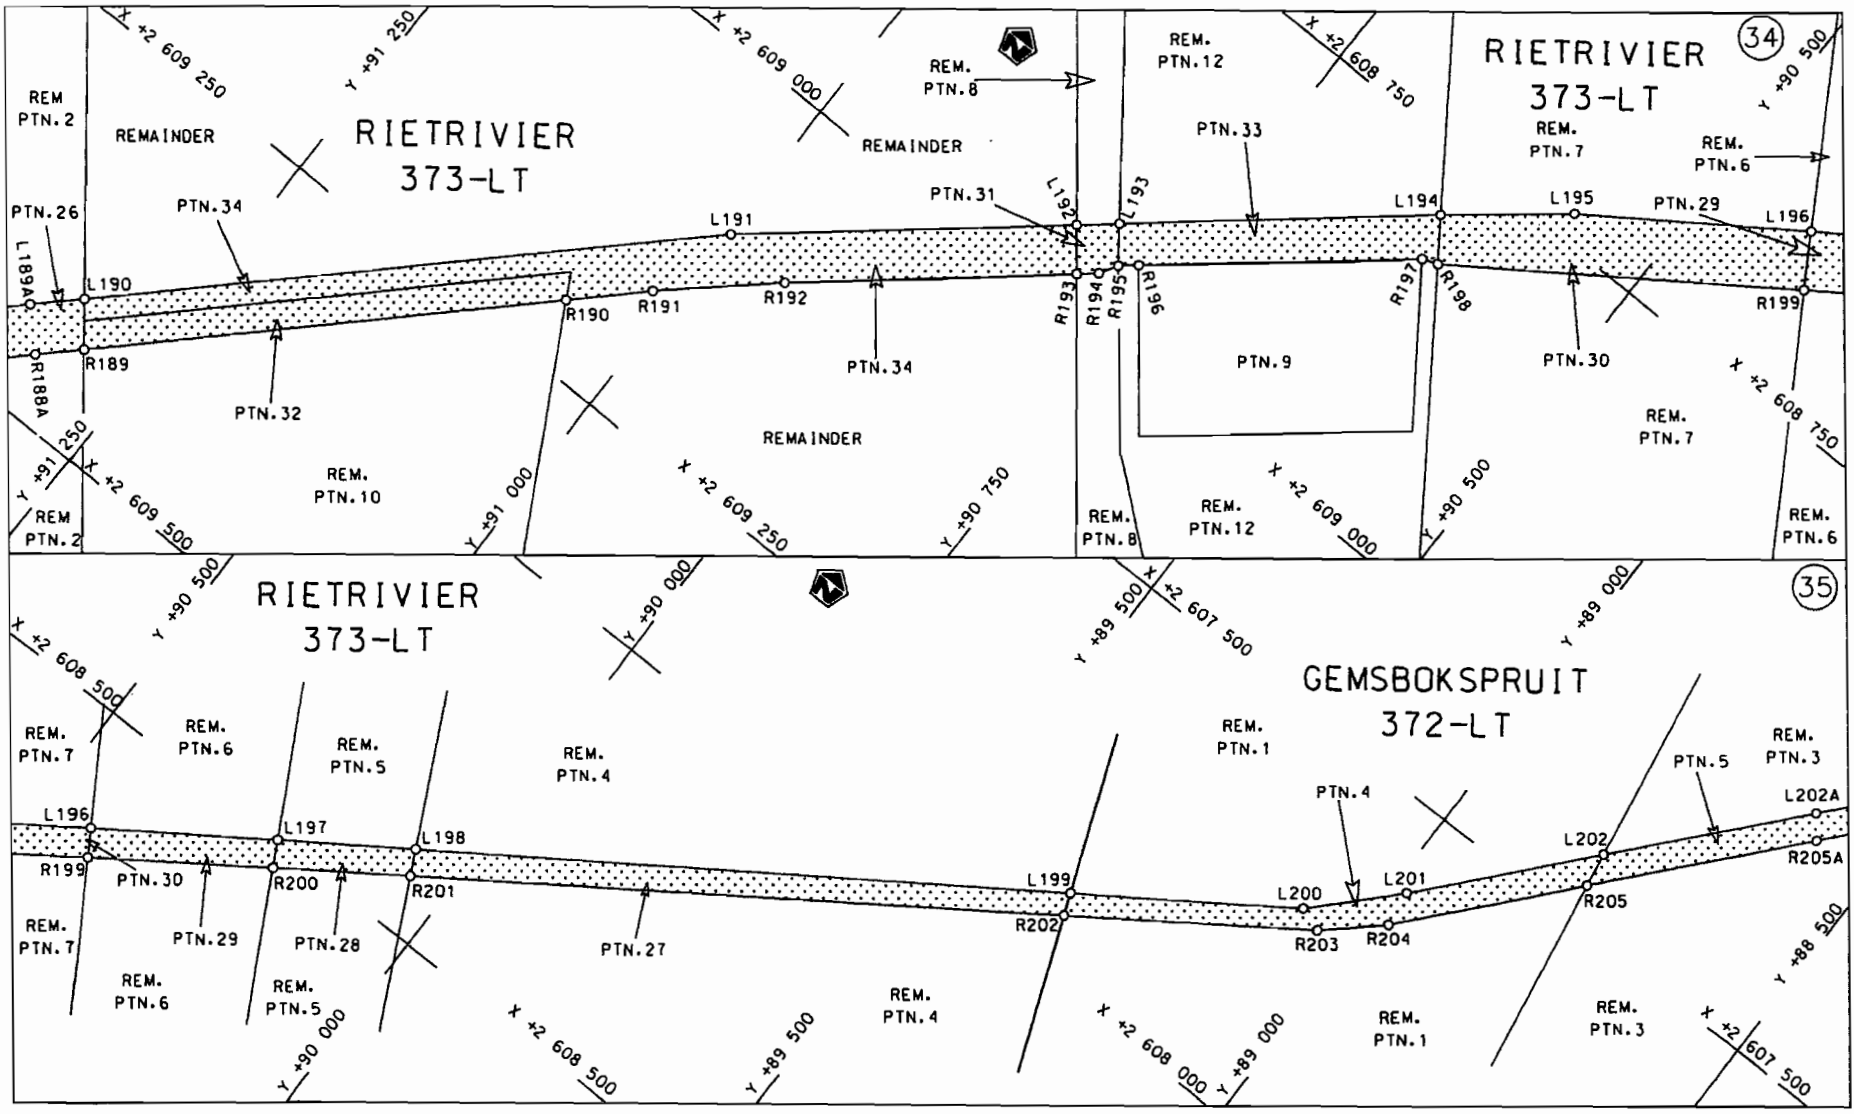 X +2 609 250
Y +91 250
X +2 609 000
X +2 608 750
Y +90 500
34
REM
PTN.2
REMAINDER
RIETRIVIER
373-LT
REM.
PTN.8
REMAINDER
REM.
PTN.12
RIETRIVIER
373-LT
REM.
PTN.7
REM.
PTN.6
PTN.33
PTN.26
PTN.34
PTN.31
PTN.29
L189A
L190
L191
L192
L193
L194
L195
L196
R188A
R189
R190
R191
R192
R193
R194
R195
R196
R197
R198
R199
PTN.32
PTN.34
PTN.9
PTN.30
REMAINDER
REM.
PTN.10
REM.
PTN.7
Y +91 250
X +2 609 500
Y +91 000
X +2 609 250
Y +90 750
X +2 609 000
Y +90 500
X +2 608 750
REM
PTN.2
REM.
PTN.8
REM.
PTN.12
REM.
PTN.6
RIETRIVIER
373-LT
Y +90 500
Y +90 000
Y +89 500
X +2 607 500
Y +89 000
35
X +2 608 500
GEMSBOKSPRUIT
372-LT
REM.
PTN.7
REM.
PTN.6
REM.
PTN.5
REM.
PTN.4
REM.
PTN.1
REM.
PTN.3
PTN.5
PTN.4
L196
L197
L198
L199
L200
L201
L202
L202A
R199
PTN.30
R200
R201
R202
R203
R204
R205
R205A
PTN.29
PTN.28
PTN.27
REM.
PTN.7
REM.
PTN.6
REM.
PTN.5
REM.
PTN.4
REM.
PTN.1
REM.
PTN.3
Y +90 000
X +2 608 500
Y +89 500
X +2 608 000
Y +89 000
Y +88 500
X +2 607 500